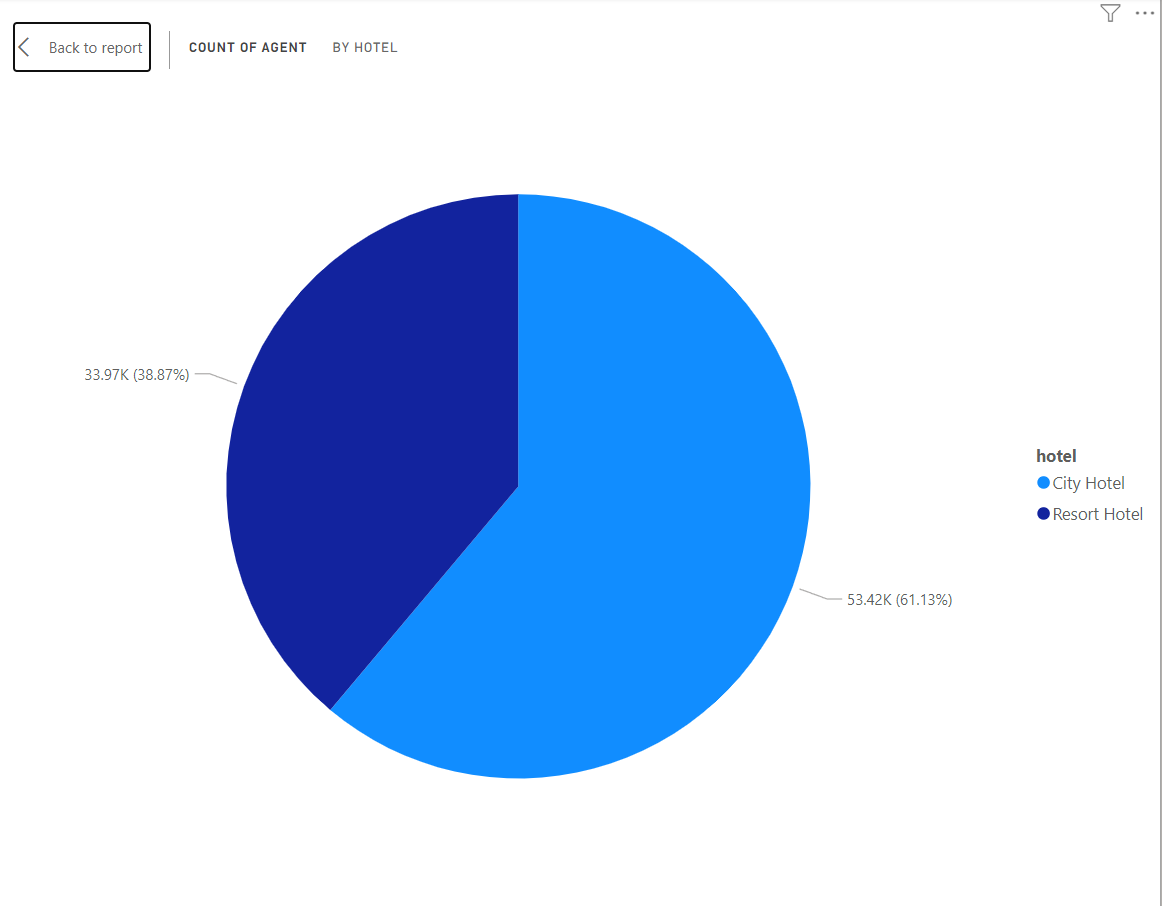 Back to report
COUNT OF AGENT BY HOTEL
33.97K (38.87%)
hotel
City Hotel
Resort Hotel
53.42K (61.13%)